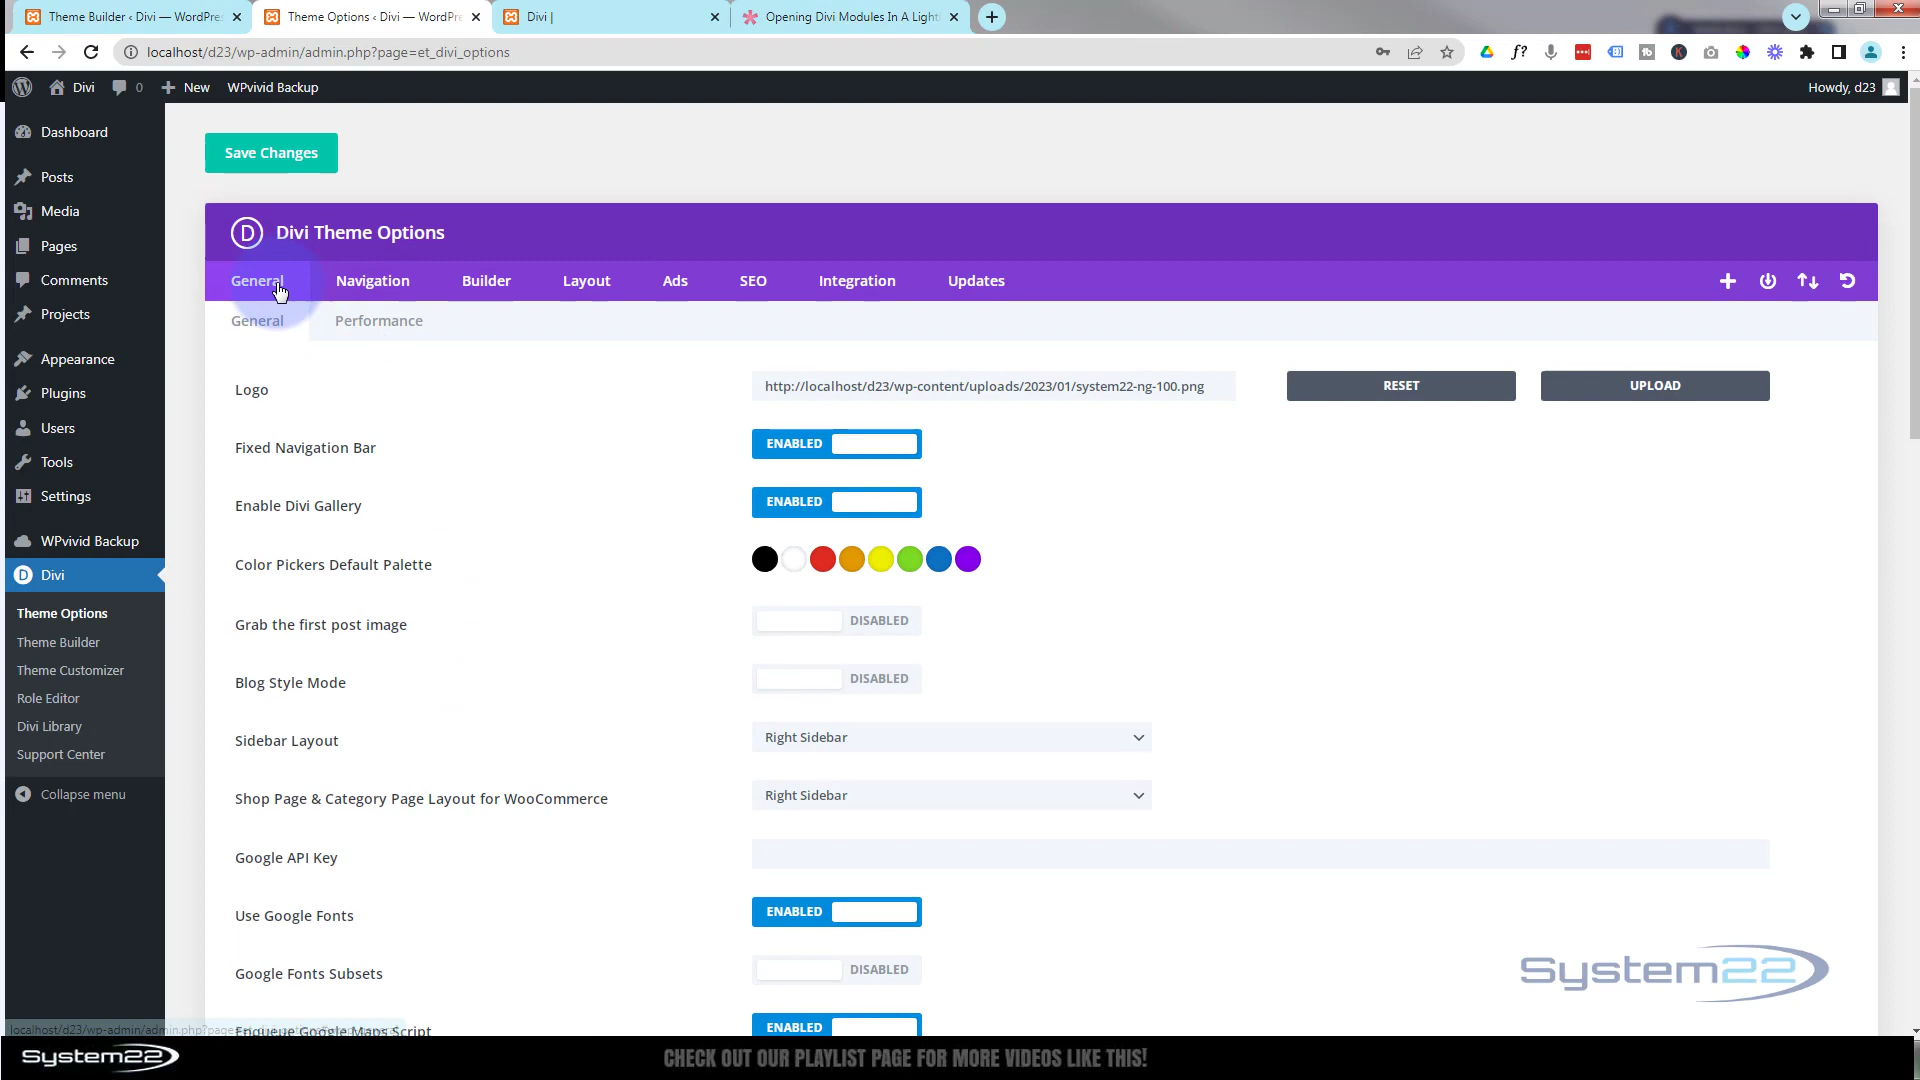 Theme Builder ‹ Divi — WordPre
Theme Options ‹ Divi — WordPre
Divi |
Opening Divi Modules In A Light
localhost/d23/wp-admin/admin.php?page=et_divi_options
Divi
0
New
WPvivid Backup
Howdy, d23
Dashboard
Posts
Media
Pages
Comments
Projects
Appearance
Plugins
Users
Tools
Settings
WPvivid Backup
Divi
Theme Options
Theme Builder
Theme Customizer
Role Editor
Divi Library
Support Center
Collapse menu
Save Changes
D Divi Theme Options
General
Navigation
Builder
Layout
Ads
SEO
Integration
Updates
General
Performance
Logo
http://localhost/d23/wp-content/uploads/2023/01/system22-ng-100.png
RESET
UPLOAD
Fixed Navigation Bar
ENABLED
Enable Divi Gallery
ENABLED
Color Pickers Default Palette
Grab the first post image
DISABLED
Blog Style Mode
DISABLED
Sidebar Layout
Right Sidebar
Shop Page & Category Page Layout for WooCommerce
Right Sidebar
Google API Key
Use Google Fonts
ENABLED
Google Fonts Subsets
DISABLED
Enqueue Google Maps Script
ENABLED
System22
System22
CHECK OUT OUR PLAYLIST PAGE FOR MORE VIDEOS LIKE THIS!